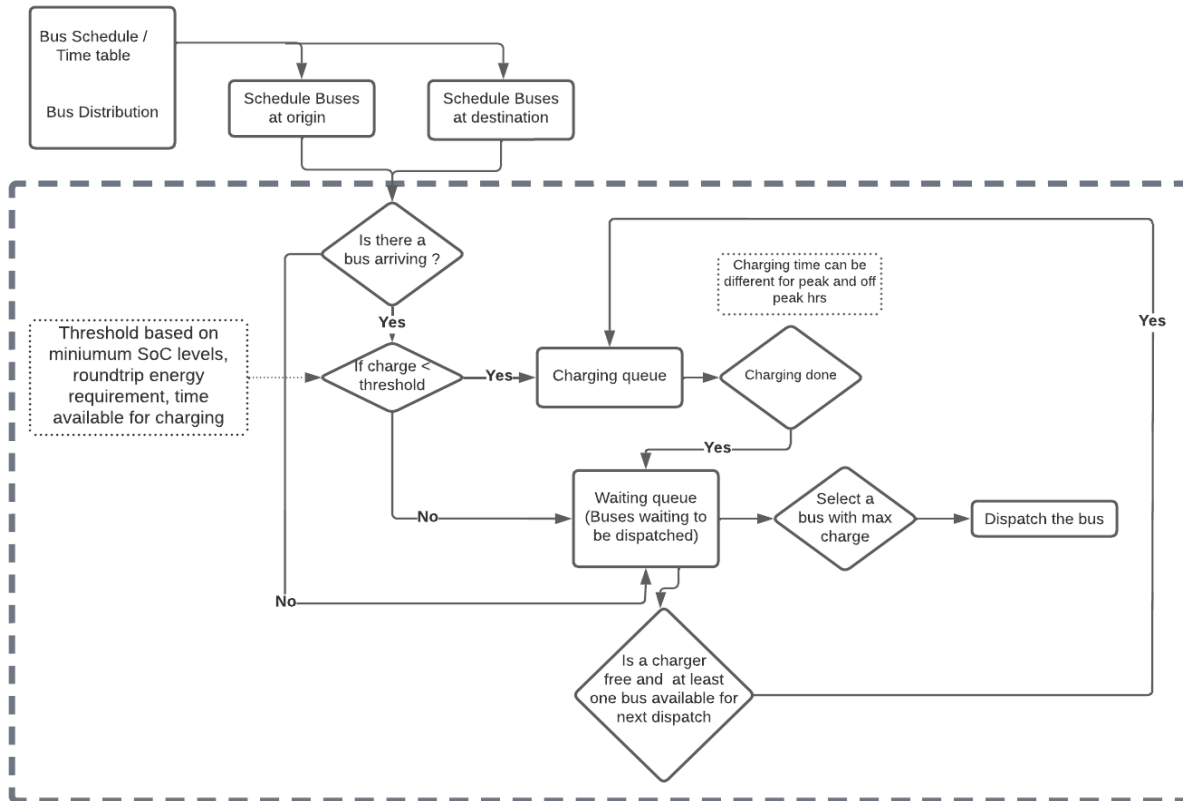 Bus Schedule /
Time table
Bus Distribution
Schedule Buses
at origin
Schedule Buses
at destination
Is there a
bus arriving ?
Yes
Threshold based on
miniumum SoC levels,
roundtrip energy
requirement, time
available for charging
If charge <
threshold
Yes
Charging queue
Charging time can be
different for peak and off
peak hrs
Charging done
Yes
Yes
No
Waiting queue
(Buses waiting to
be dispatched)
Select a
bus with max
charge
Dispatch the bus
No
Is a charger
free and  at least
one bus available for
next dispatch